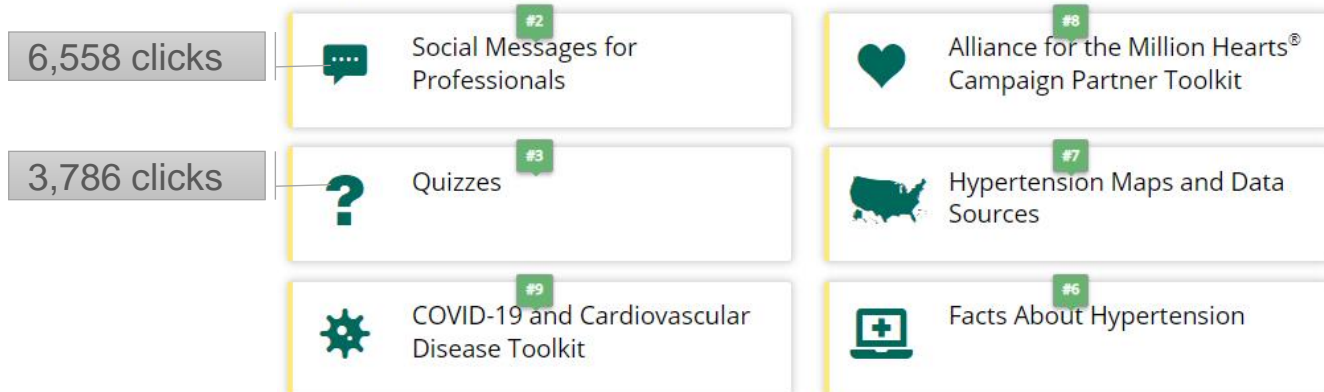 6,558 clicks
#2
Social Messages for
Professionals
#8
Alliance for the Million Hearts®
Campaign Partner Toolkit
3,786 clicks
#3
Quizzes
#7
Hypertension Maps and Data
Sources
#9
COVID-19 and Cardiovascular
Disease Toolkit
#6
Facts About Hypertension